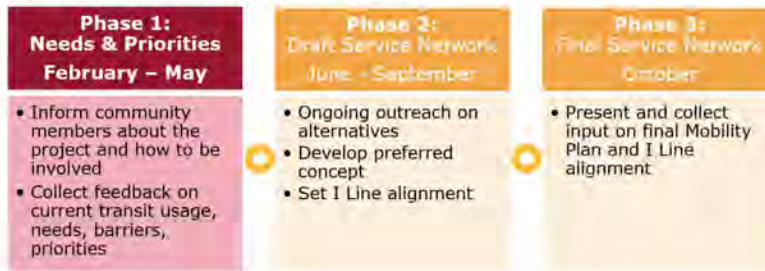 Phase 1:
Needs & Priorities
February – May
• Inform community
members about the
project and how to be
involved
• Collect feedback on
current transit usage,
needs, barriers,
priorities
Phase 2:
Draft Service Network
June - September
• Ongoing outreach on
alternatives
• Develop preferred
concept
• Set I Line alignment
Phase 3:
Final Service Network
October
• Present and collect
input on final Mobility
Plan and I Line
alignment